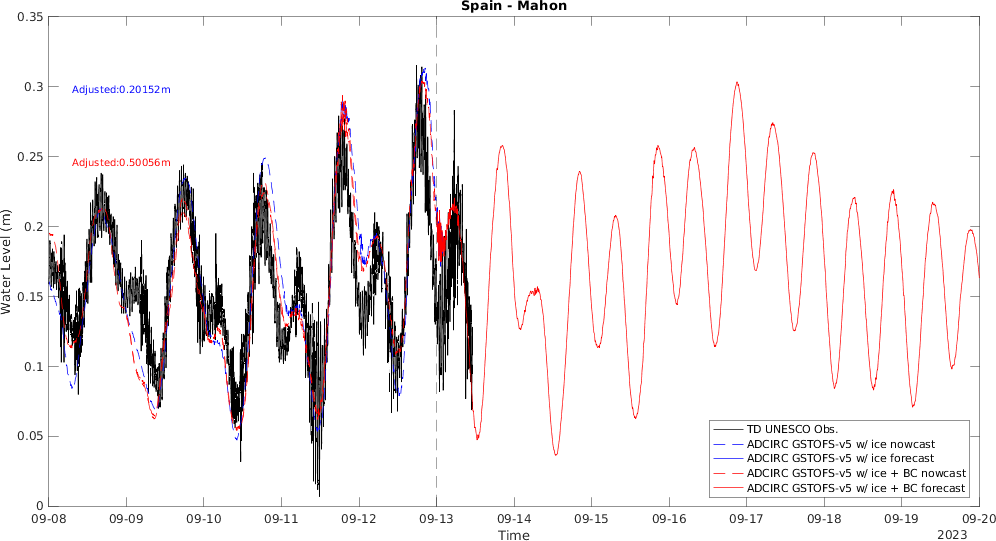 Spain - Mahon
0.35
0.3
0.25
0.2
0.15
0.1
0.05
0
Water Level (m)
Adjusted:0.20152m
Adjusted:0.50056m
TD UNESCO Obs.
ADCIRC GSTOFS-v5 w/ ice nowcast
ADCIRC GSTOFS-v5 w/ ice forecast
ADCIRC GSTOFS-v5 w/ ice + BC nowcast
ADCIRC GSTOFS-v5 w/ ice + BC forecast
09-08 09-09 09-10 09-11 09-12 09-13 09-14 09-15 09-16 09-17 09-18 09-19 09-20
Time
2023